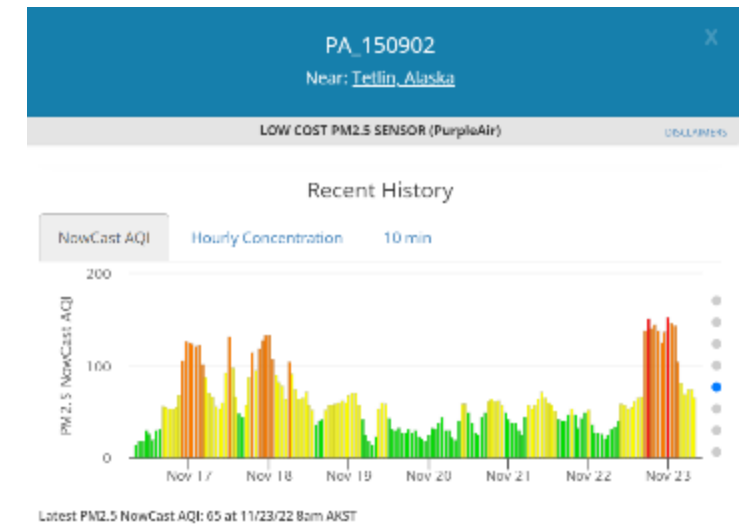 PA_150902
X
Near: Tetlin, Alaska
LOW COST PM2.5 SENSOR (PurpleAir)
DISCLAIMERS
Recent History
NowCast AQI
Hourly Concentration
10 min
200
100
0
PM2.5 NowCast AQI
Nov 17
Nov 18
Nov 19
Nov 20
Nov 21
Nov 22
Nov 23
Latest PM2.5 NowCast AQI: 65 at 11/23/22 8am AKST